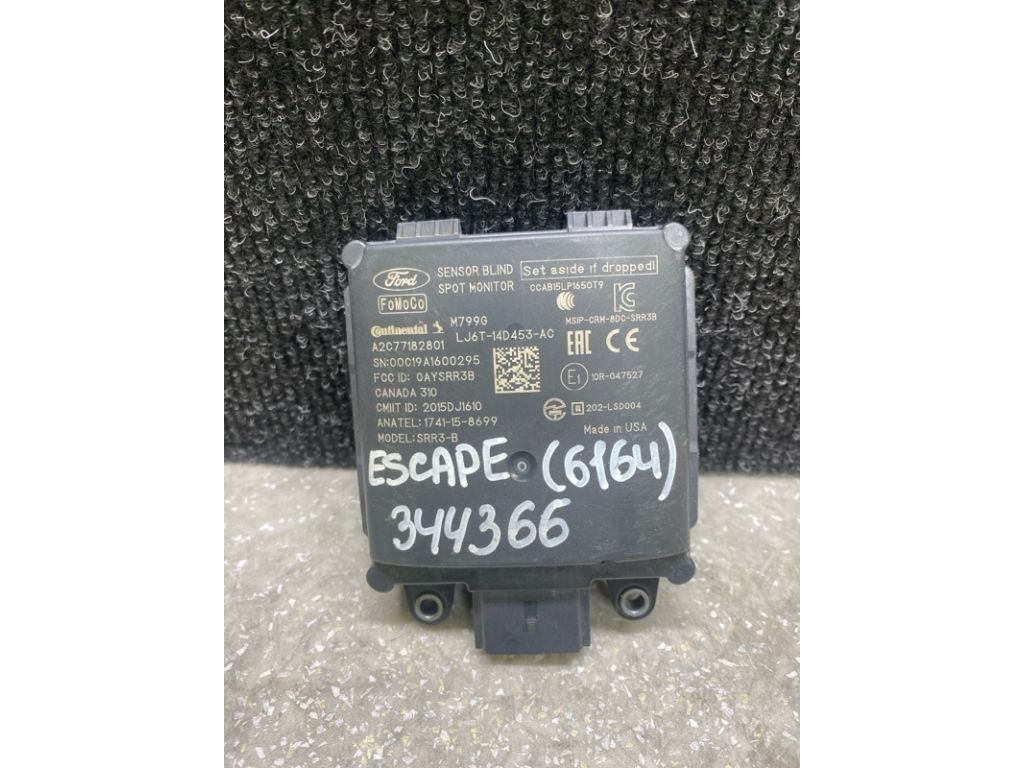 Ford
SENSOR BLIND
SPOT MONITOR
Set aside if dropped!
CCAB15LP1650T9
FoMoCo
MSIP-CRM-8DC-SRR3B
Continental
M799G
LJ6T-14D453-AC
A2C77182801
SN:00C19A1600295
FCC ID: OAYSRR3B
CANADA 310
CMIIT ID: 2015DJ1610
ANATEL: 1741-15-8699
MODEL: SRR3-B
EAC CE
E1 10R-047527
R 202-LSD004
Made in USA
ESCAPE (6164)
344366